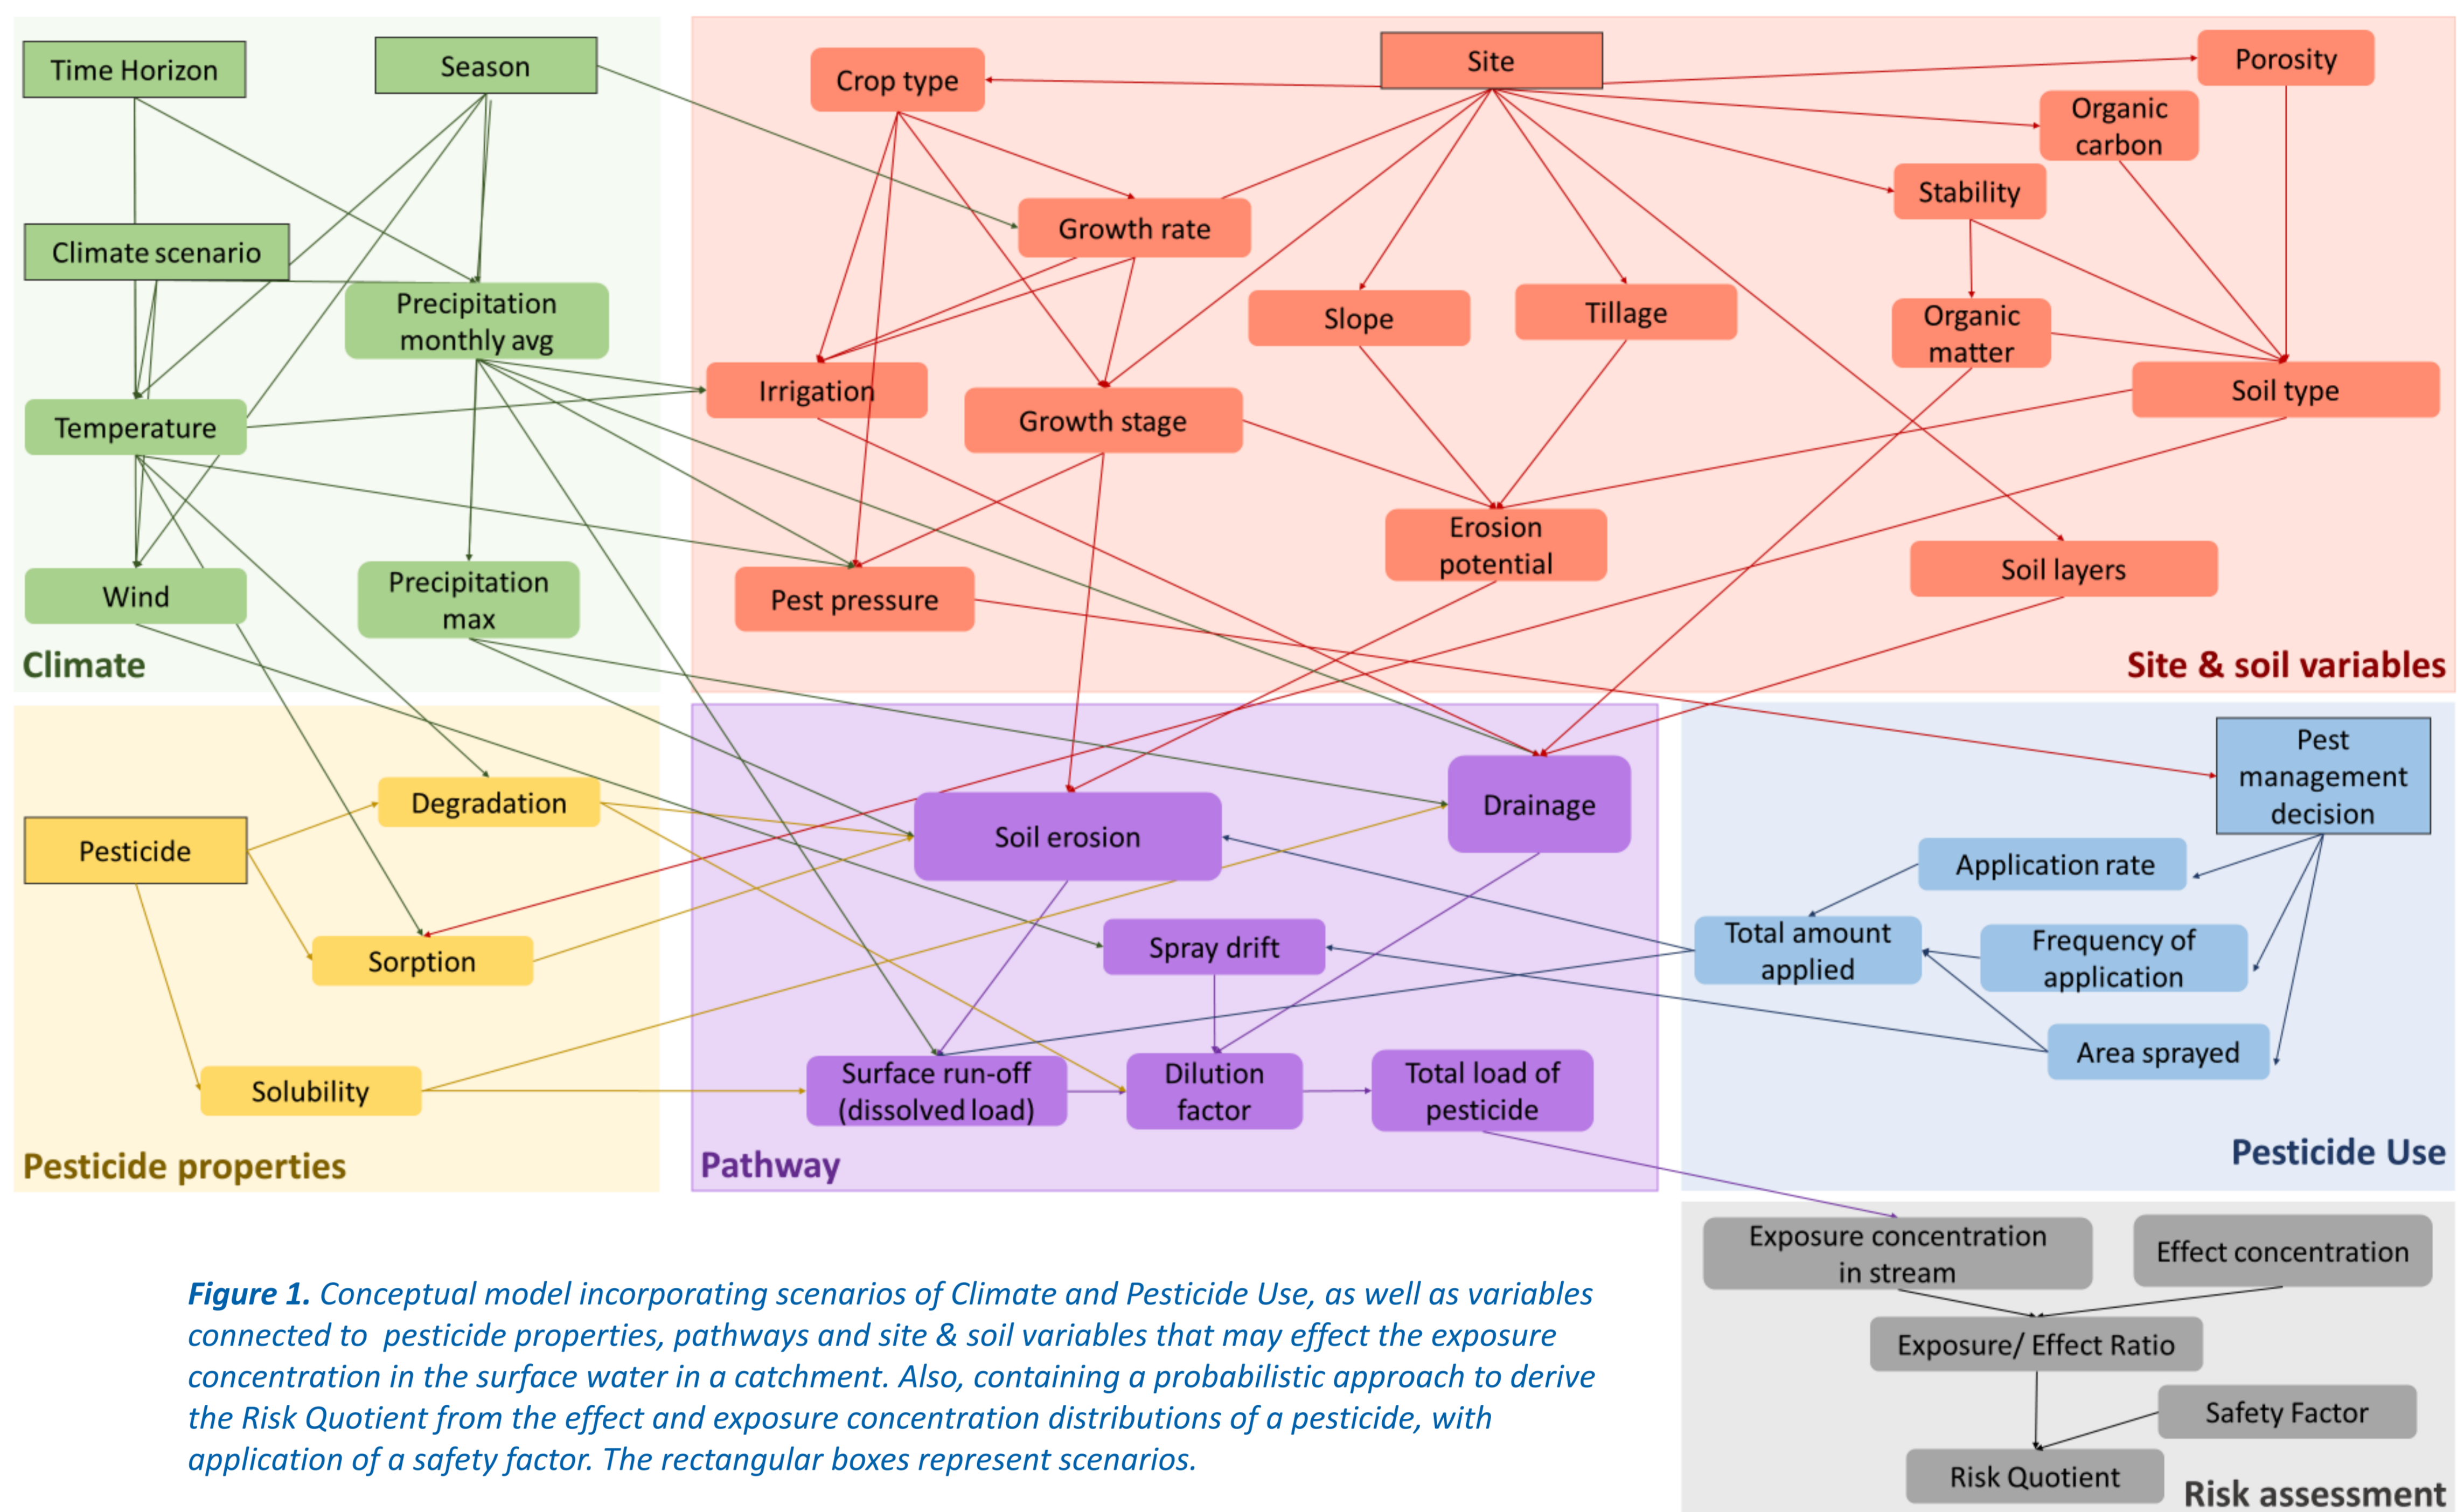 Time Horizon
Season
Climate scenario
Precipitation
monthly avg
Temperature
Wind
Precipitation
max
Climate
Crop type
Site
Porosity
Organic
carbon
Stability
Growth rate
Slope
Tillage
Organic
matter
Irrigation
Growth stage
Soil type
Erosion
potential
Soil layers
Pest pressure
Site & soil variables
Degradation
Pesticide
Sorption
Solubility
Pesticide properties
Drainage
Soil erosion
Spray drift
Surface run-off
(dissolved load)
Dilution
factor
Total load of
pesticide
Pathway
Pest
management
decision
Application rate
Total amount
applied
Frequency of
application
Area sprayed
Pesticide Use
Exposure concentration
in stream
Effect concentration
Exposure/ Effect Ratio
Safety Factor
Risk Quotient
Risk assessment
Figure 1. Conceptual model incorporating scenarios of Climate and Pesticide Use, as well as variables
connected to pesticide properties, pathways and site & soil variables that may effect the exposure
concentration in the surface water in a catchment. Also, containing a probabilistic approach to derive
the Risk Quotient from the effect and exposure concentration distributions of a pesticide, with
application of a safety factor. The rectangular boxes represent scenarios.